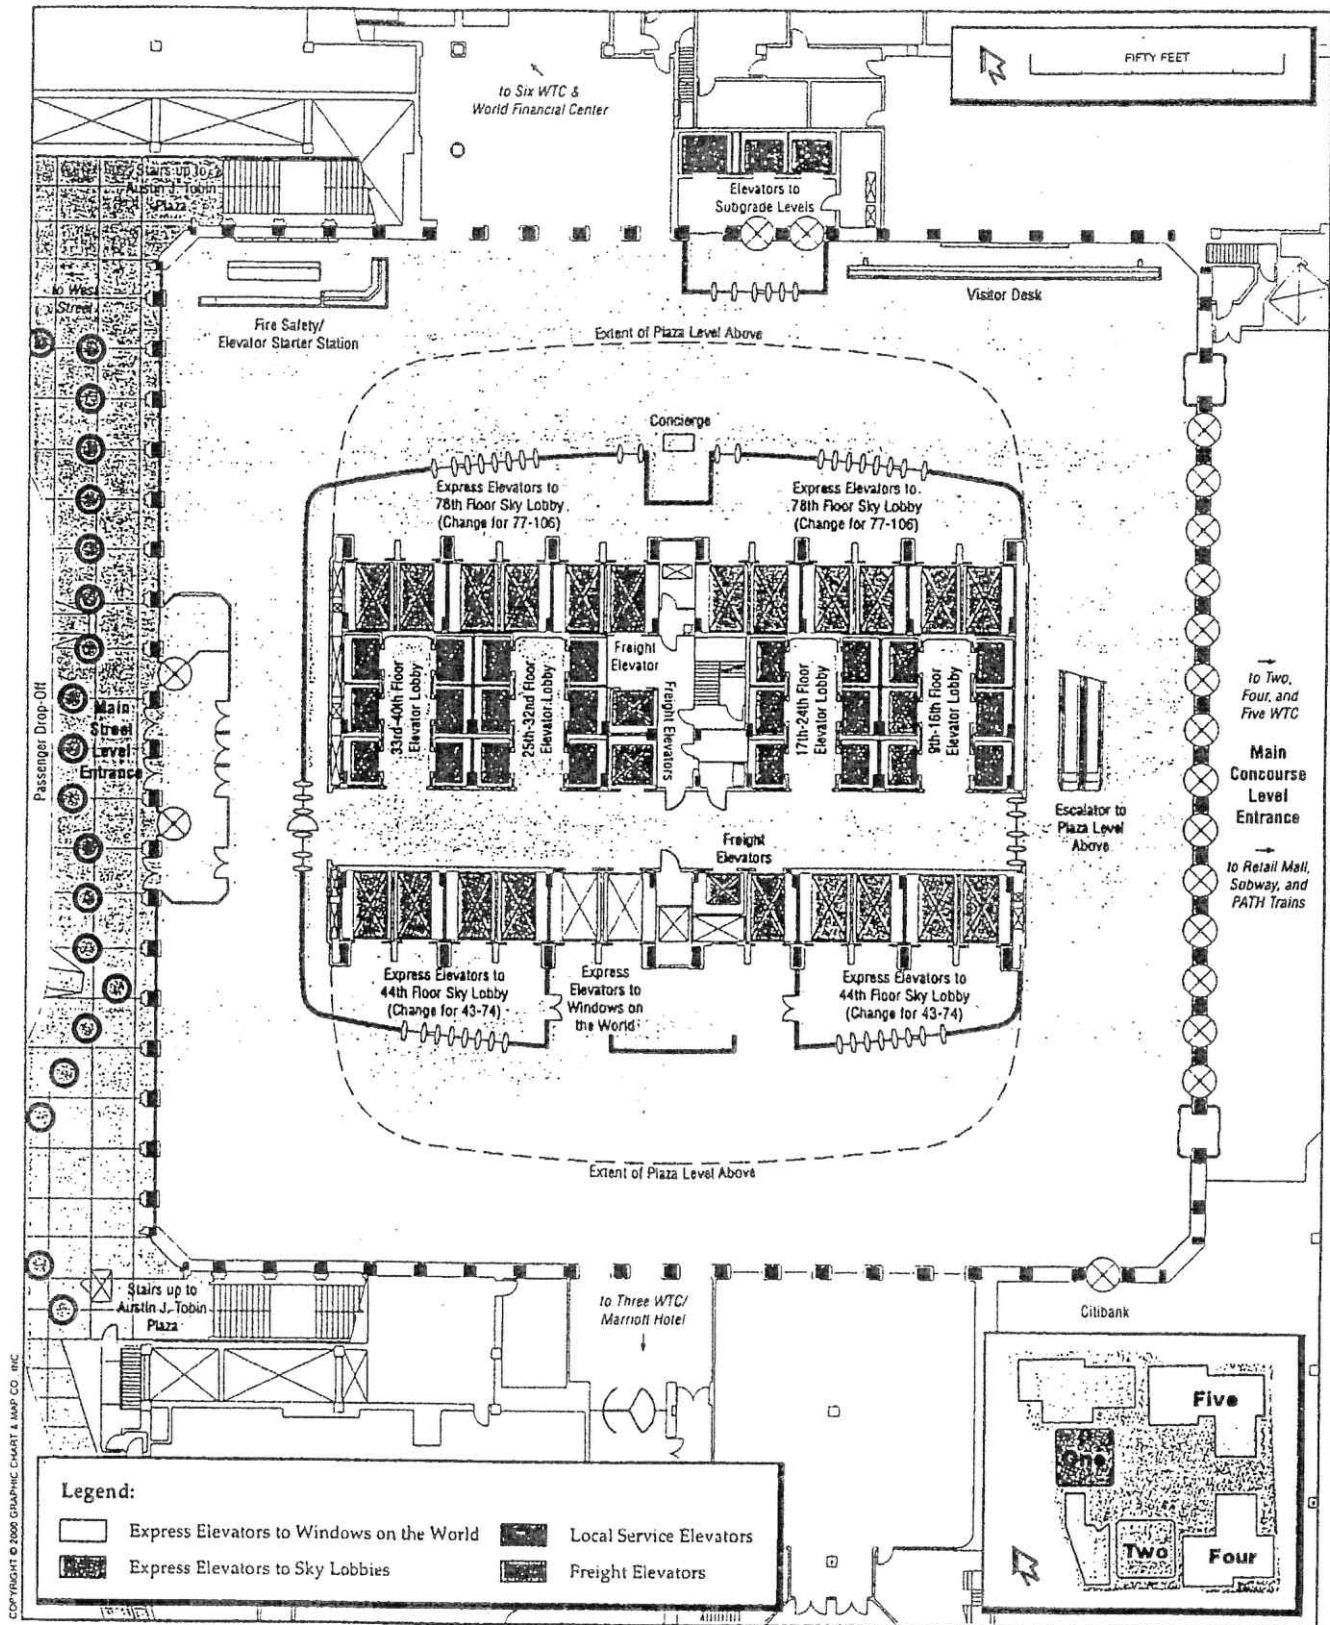 FIFTY FEET
to Six WTC &
World Financial Center
Stairs up to
Austin J. Tobin
Plaza
Elevators to
Subgrade Levels
to West
Street
Fire Safety/
Elevator Starter Station
Visitor Desk
Extent of Plaza Level Above
Concierge
Express Elevators to
78th Floor Sky Lobby
(Change for 77-106)
Express Elevators to
78th Floor Sky Lobby
(Change for 77-106)
33rd-40th Floor
Elevator Lobby
25th-32nd Floor
Elevator Lobby
Freight
Elevator
Freight Elevators
17th-24th Floor
Elevator Lobby
9th-16th Floor
Elevator Lobby
Passenger Drop-Off
Main
Street
Level
Entrance
Escalator to
Plaza Level
Above
to Two,
Four, and
Five WTC
Main
Concourse
Level
Entrance
to Retail Mall,
Subway, and
PATH Trains
Freight
Elevators
Express Elevators to
44th Floor Sky Lobby
(Change for 43-74)
Express
Elevators to
Windows on
the World
Express Elevators to
44th Floor Sky Lobby
(Change for 43-74)
Extent of Plaza Level Above
Stairs up to
Austin J. Tobin
Plaza
to Three WTC/
Marriott Hotel
Citibank
Five
One
Two
Four
Legend:
Express Elevators to Windows on the World
Express Elevators to Sky Lobbies
Local Service Elevators
Freight Elevators
COPYRIGHT © 2000 GRAPHIC CHART & MAP CO. INC